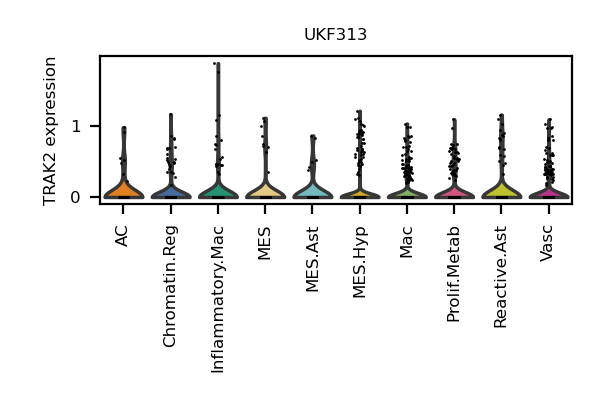 UKF313
TRAK2 expression
1
0
AC
Chromatin.Reg
Inflammatory.Mac
MES
MES.Ast
MES.Hyp
Mac
Prolif.Metab
Reactive.Ast
Vasc